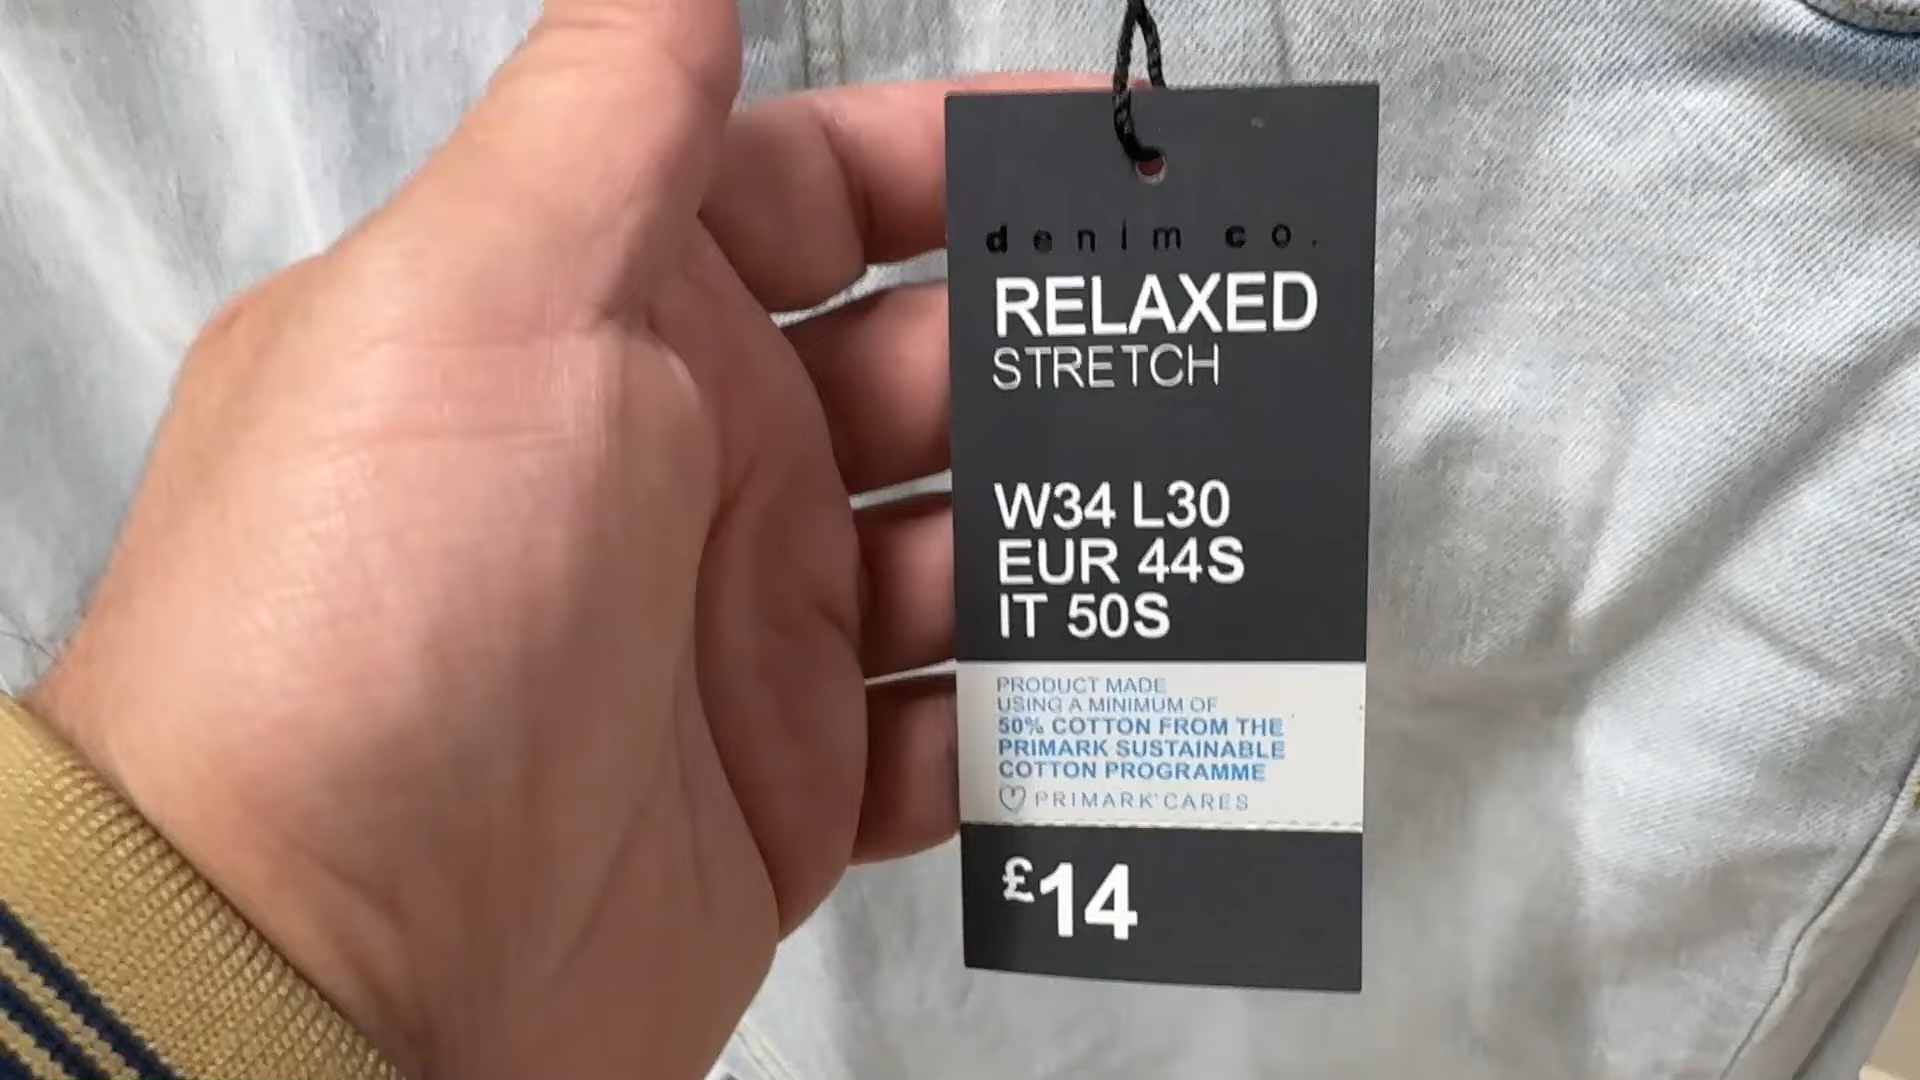 denim co.
RELAXED
STRETCH
W34 L30
EUR 44S
IT 50S
PRODUCT MADE
USING A MINIMUM OF
50% COTTON FROM THE
PRIMARK SUSTAINABLE
COTTON PROGRAMME
PRIMARK CARES
£14